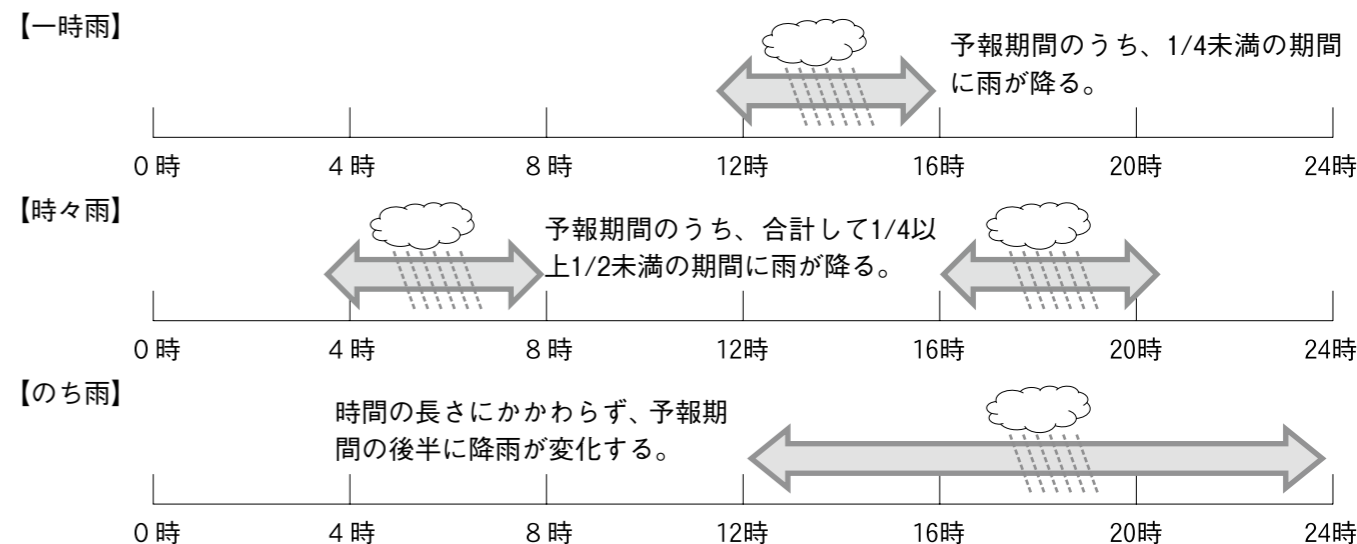 【一時雨】
予報期間のうち、1/4未満の期間
に雨が降る。
0時 4時 8時 12時 16時 20時 24時
【時々雨】
予報期間のうち、合計して1/4以
上1/2未満の期間に雨が降る。
0時 4時 8時 12時 16時 20時 24時
【のち雨】
時間の長さにかかわらず、予報期
間の後半に降雨が変化する。
0時 4時 8時 12時 16時 20時 24時